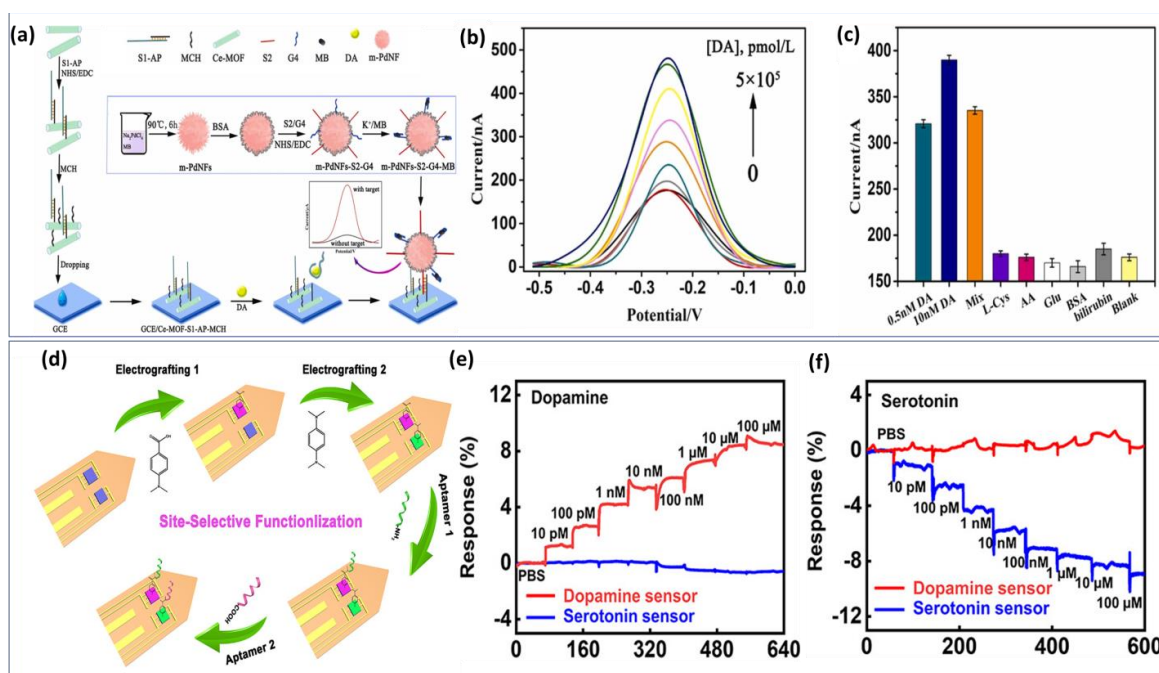 (a)
S1-AP MCH Ce-MOF S2 G4 MB DA m-PdNF
S1-AP
NHS/EDC
MCH
Dropping
GCE
90℃, 6h
BSA
S2/G4
NHS/EDC
K⁺/MB
MB
m-PdNFs
m-PdNFs-S2-G4
m-PdNFs-S2-G4-MB
with target
without target
Current/nA
Potential/V
DA
GCE/Ce-MOF-S1-AP-MCH
(b)
[DA], pmol/L
5×10⁵
0
500
400
300
200
100
0
Current/nA
-0.5 -0.4 -0.3 -0.2 -0.1 0.0
Potential/V
(c)
400
350
300
250
200
150
Current/nA
0.5nM DA
10nM DA
Mix
L-Cys
AA
Glu
BSA
bilirubin
Blank
(d)
Electrografting 1
Electrografting 2
Site-Selective Functionlization
Aptamer 1
Aptamer 2
COOH
(e)
12
8
4
0
-4
Response (%)
Dopamine
PBS
10 pM
100 pM
1 nM
10 nM
100 nM
1 µM
10 µM
100 µM
Dopamine sensor
Serotonin sensor
0 160 320 480 640
(f)
4
0
-4
-8
-12
Response (%)
Serotonin
PBS
10 pM
100 pM
1 nM
10 nM
100 nM
1 µM
10 µM
100 µM
Dopamine sensor
Serotonin sensor
0 200 400 600